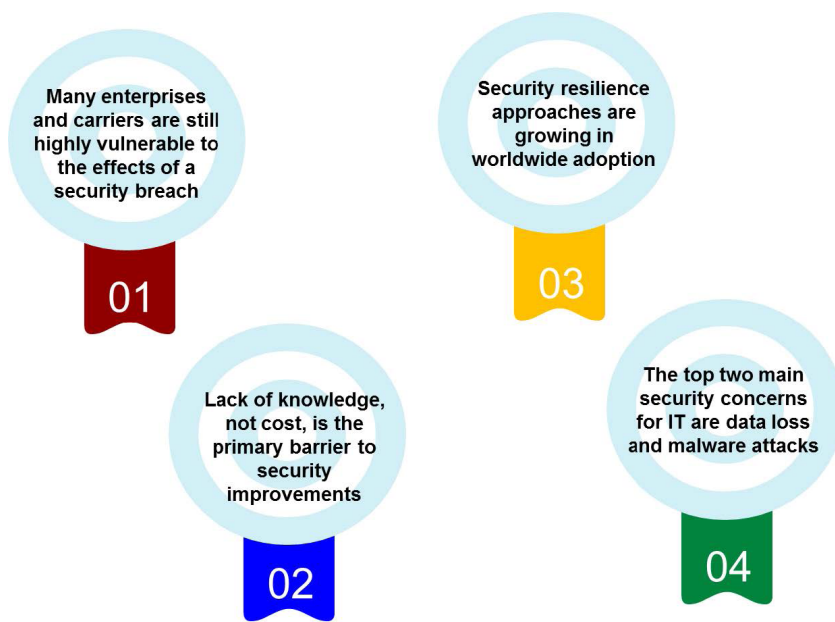 Many enterprises
and carriers are still
highly vulnerable to
the effects of a
security breach
01
Lack of knowledge,
not cost, is the
primary barrier to
security
improvements
02
Security resilience
approaches are
growing in
worldwide adoption
03
The top two main
security concerns
for IT are data loss
and malware attacks
04